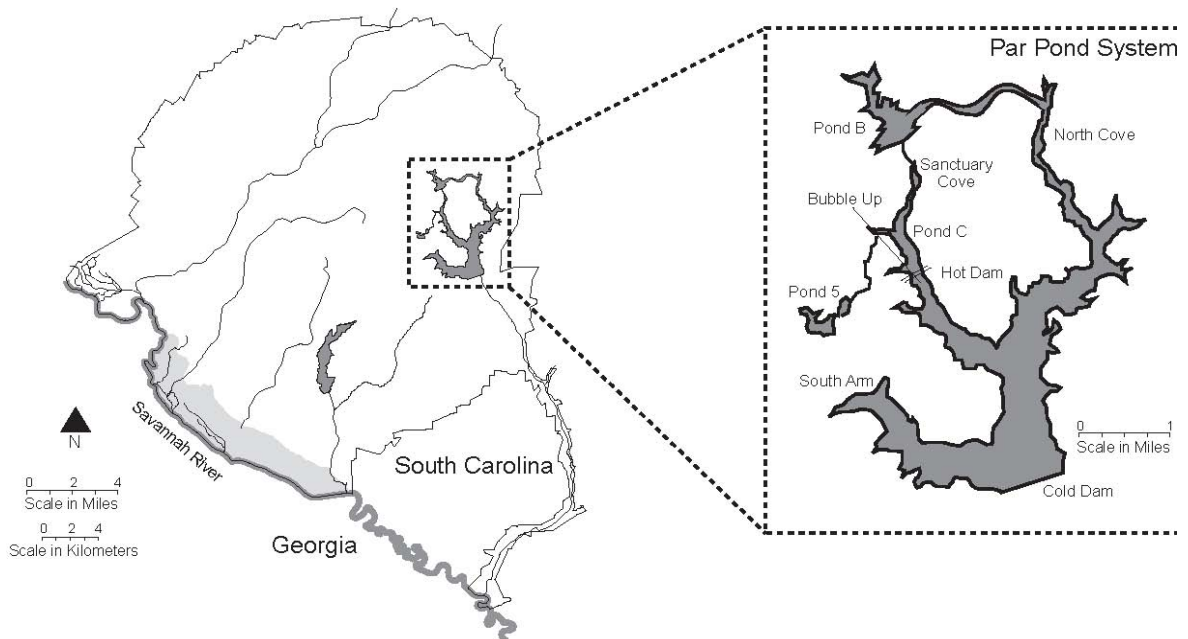 Par Pond System
Pond B
North Cove
Sanctuary
Cove
Bubble Up
Pond C
Hot Dam
Pond 5
South Arm
0 1
Scale in Miles
Cold Dam
N
Savannah River
0 2 4
Scale in Miles
0 2 4
Scale in Kilometers
South Carolina
Georgia